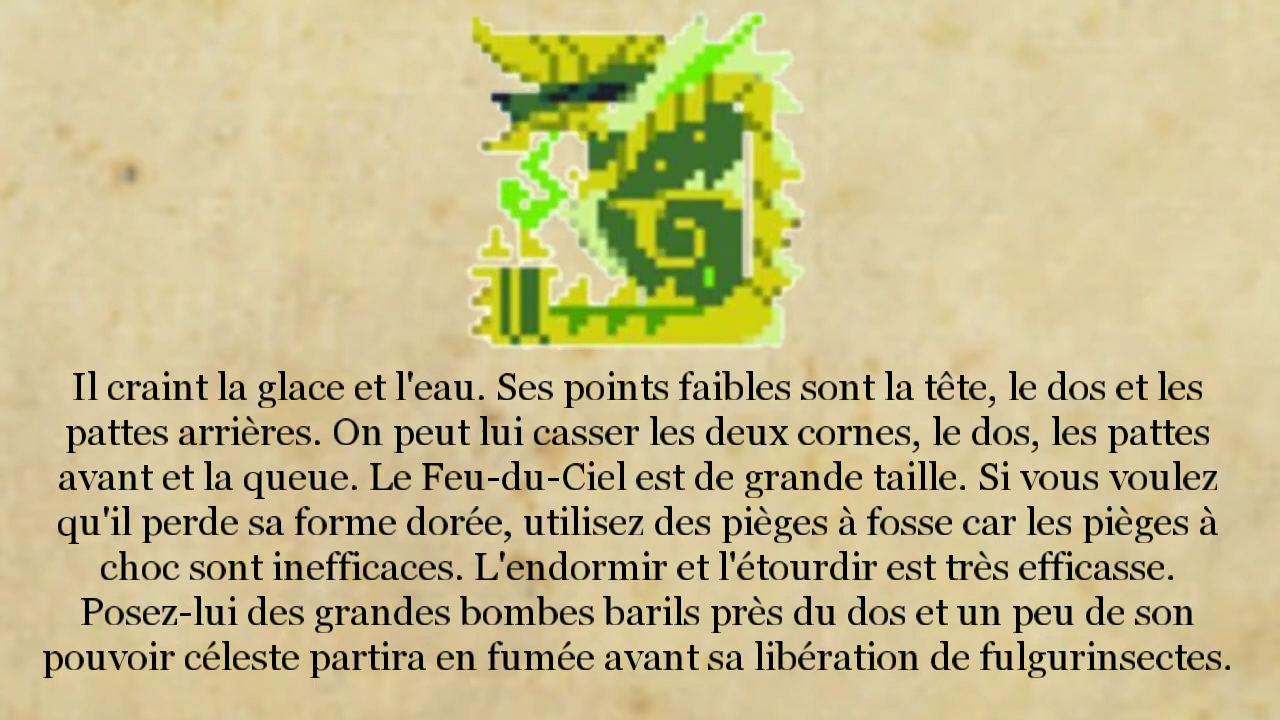 Il craint la glace et l'eau. Ses points faibles sont la tête, le dos et les
pattes arrières. On peut lui casser les deux cornes, le dos, les pattes
avant et la queue. Le Feu-du-Ciel est de grande taille. Si vous voulez
qu'il perde sa forme dorée, utilisez des pièges à fosse car les pièges à
choc sont inefficaces. L'endormir et l'étourdir est très efficasse.
Posez-lui des grandes bombes barils près du dos et un peu de son
pouvoir céleste partira en fumée avant sa libération de fulgurinsectes.